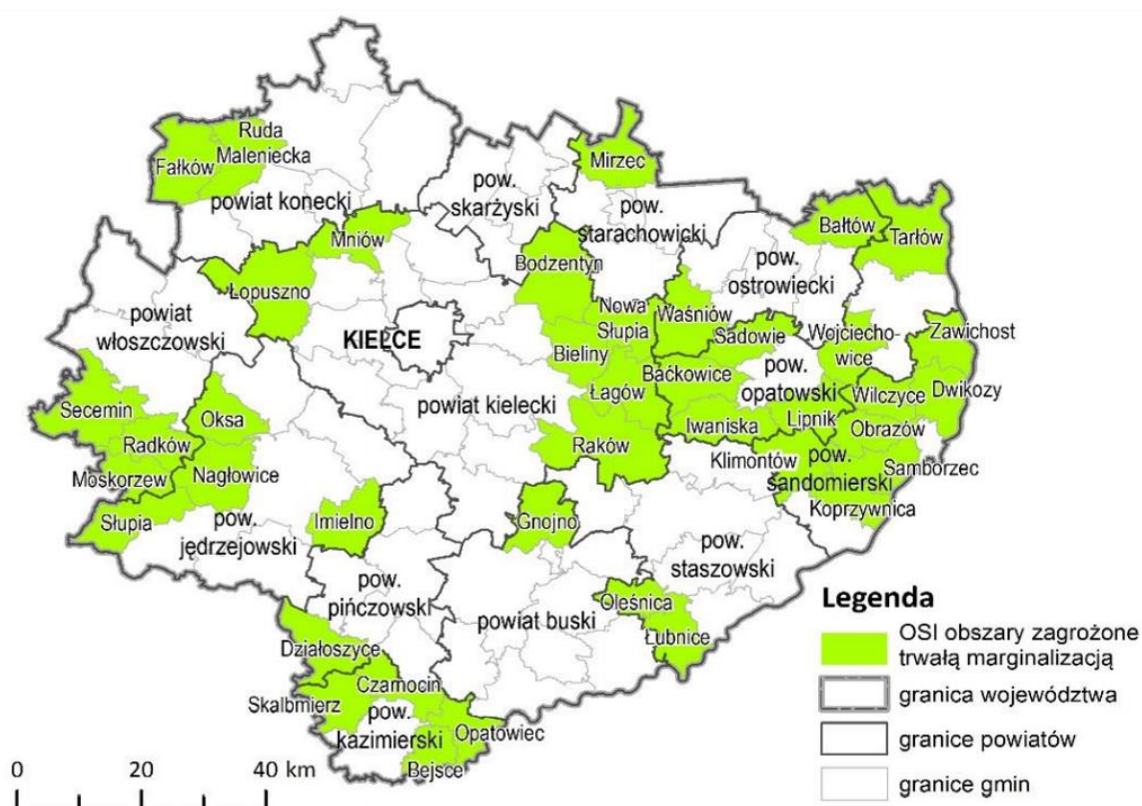 Ruda
Maleniecka
Fałków
Mirzec
pow.
skarżyski
powiat konecki
pow.
starachowicki
Bałtów
Tarłów
Mniów
Bodzentyn
pow.
ostrowiecki
Łopuszno
Nowa
Słupia
Waśniów
powiat
włoszczowski
KIELCE
Sadowie
Wojciecho-
wice
Zawichost
Bieliny
Baćkowice
pow.
opatowski
Łagów
Wilczyce
Dwikozy
Secemin
Oksa
powiat kielecki
Iwaniska
Lipnik
Obrazów
Radków
Raków
Klimontów
pow.
sandomierski
Samborzec
Moskorzew
Nagłowice
Koprzywnica
Słupia
Imielno
Gnojno
pow.
jędrzejowski
pow.
staszowski
pow.
pińczowski
powiat buski
Oleśnica
Łubnice
Działoszyce
Czarnocin
Skalbmierz
pow.
kazimierski
Opatowiec
Bejsce
0 20 40 km
Legenda
OSI obszary zagrożone
trwałą marginalizacją
granica województwa
granice powiatów
granice gmin